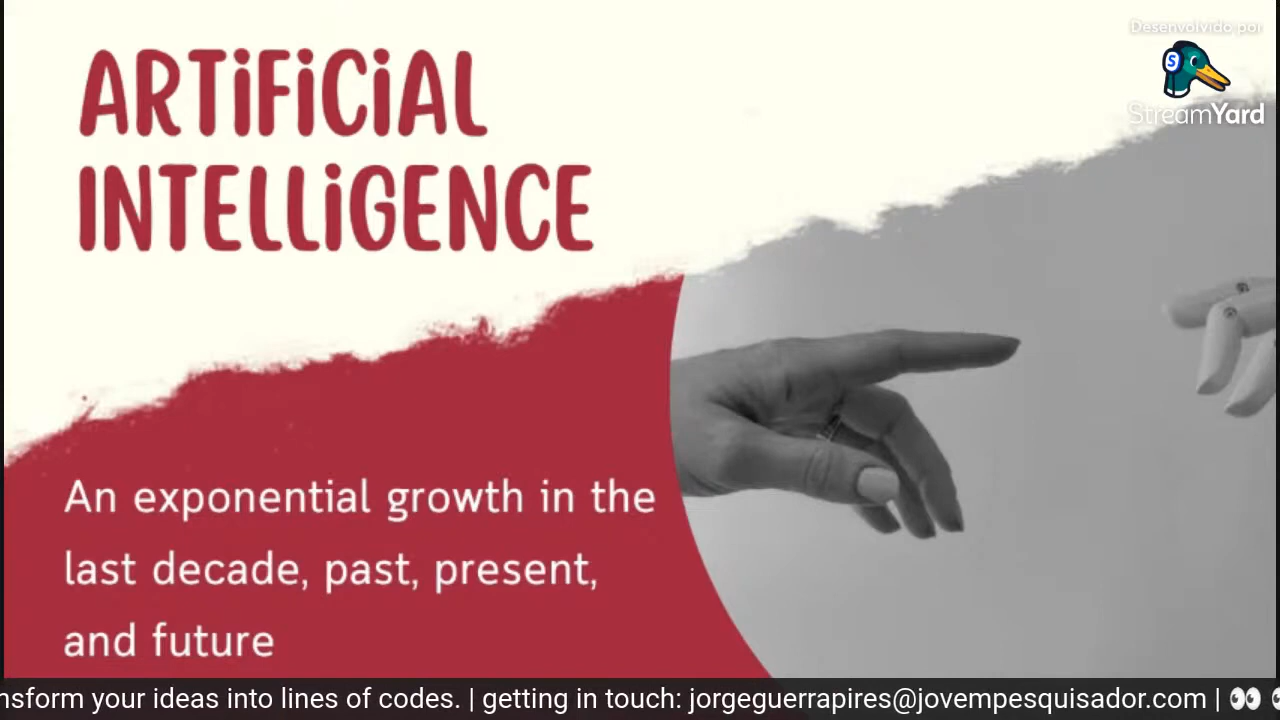 Desenvolvido por
StreamYard
ARTiFiCiAL
INTELLiGENCE
An exponential growth in the
last decade, past, present,
and future
nsform your ideas into lines of codes. | getting in touch: jorgeguerrapires@jovempesquisador.com | 👀